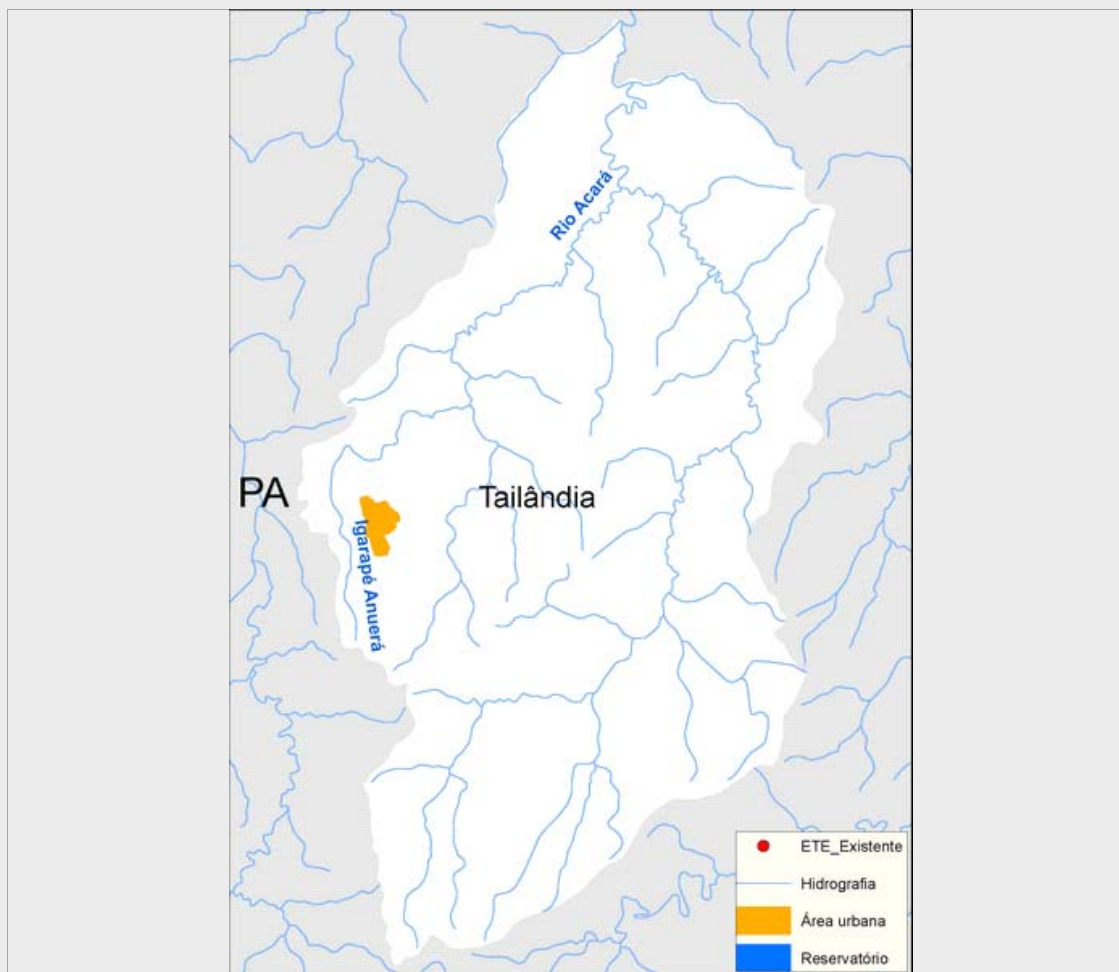 Rio Acará
PA
Tailândia
Igarapé Anuerá
ETE_Existente
Hidrografia
Área urbana
Reservatório